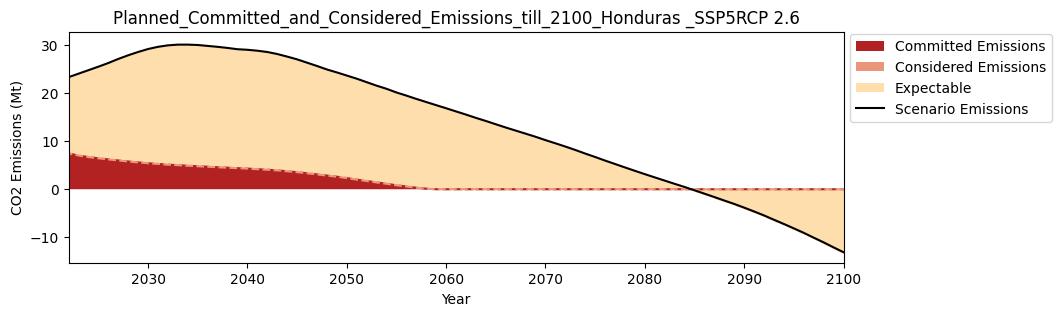 Planned_Committed_and_Considered_Emissions_till_2100_Honduras _SSP5RCP 2.6
CO2 Emissions (Mt)
30
20
10
0
−10
2030 2040 2050 2060 2070 2080 2090 2100
Year
Committed Emissions
Considered Emissions
Expectable
Scenario Emissions